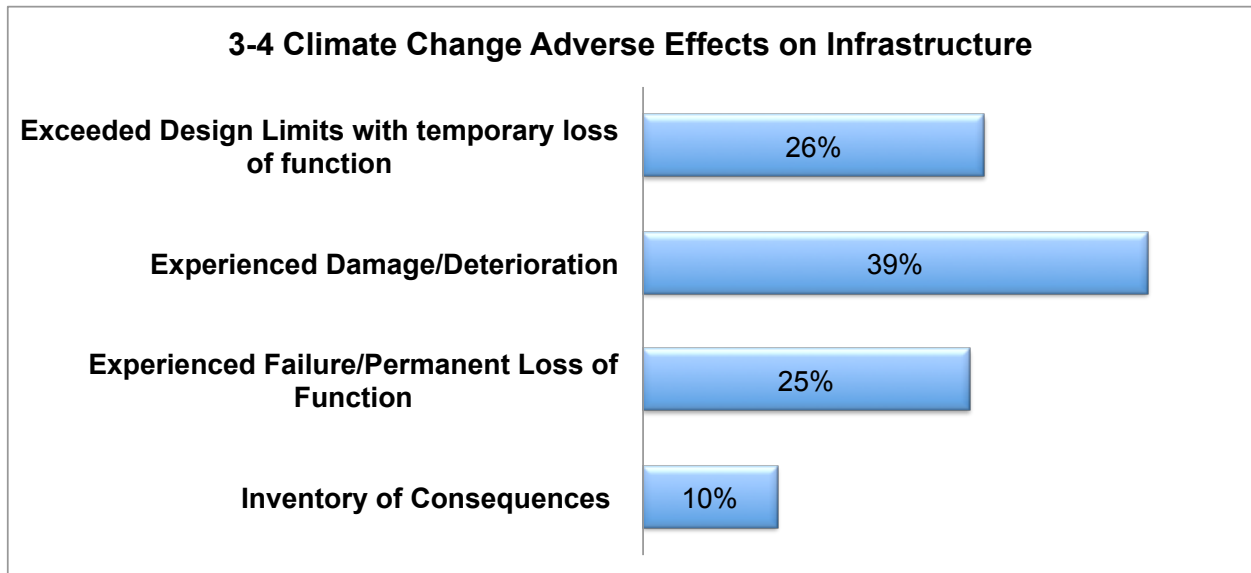 3-4 Climate Change Adverse Effects on Infrastructure
Exceeded Design Limits with temporary loss
of function
26%
Experienced Damage/Deterioration
39%
Experienced Failure/Permanent Loss of
Function
25%
Inventory of Consequences
10%